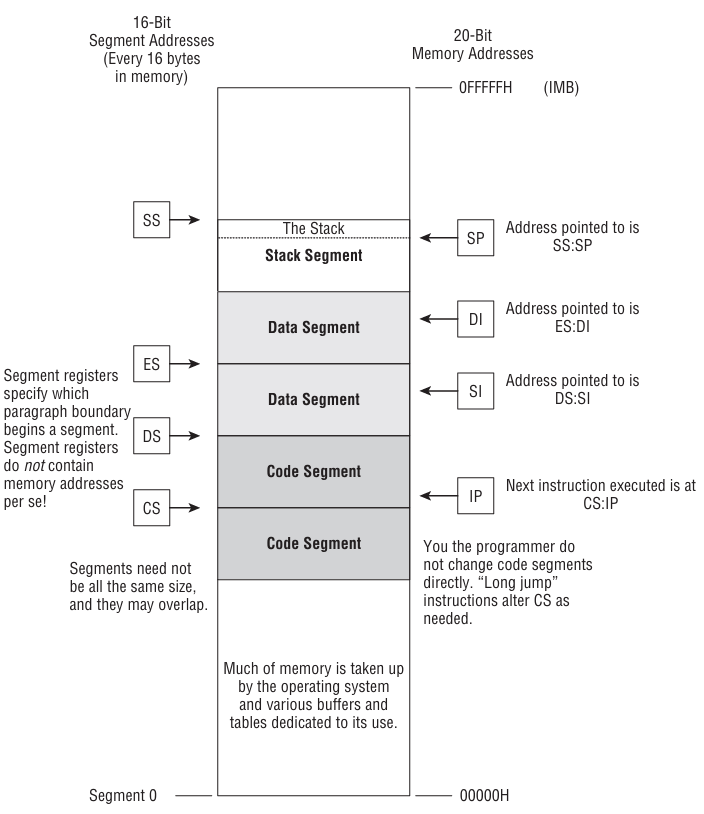 16-Bit
Segment Addresses
(Every 16 bytes
in memory)
20-Bit
Memory Addresses
0FFFFFH (IMB)
SS
The Stack
Stack Segment
SP
Address pointed to is
SS:SP
Data Segment
DI
Address pointed to is
ES:DI
ES
Data Segment
SI
Address pointed to is
DS:SI
Segment registers
specify which
paragraph boundary
begins a segment.
Segment registers
do not contain
memory addresses
per se!
DS
Code Segment
IP
Next instruction executed is at
CS:IP
CS
Code Segment
Segments need not
be all the same size,
and they may overlap.
You the programmer do
not change code segments
directly. “Long jump”
instructions alter CS as
needed.
Much of memory is taken up
by the operating system
and various buffers and
tables dedicated to its use.
Segment 0
00000H